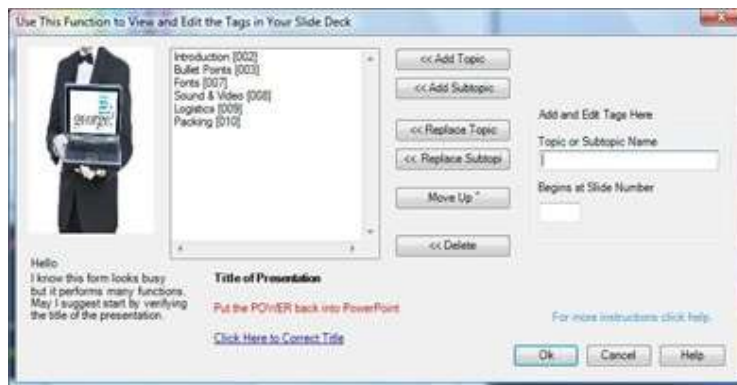 Use This Function to View and Edit the Tags in Your Slide Deck
george!
Introduction [002]
Bullet Points [003]
Fonts [007]
Sound & Video [008]
Logistics [009]
Packing [010]
<< Add Topic
<< Add Subtopic
<< Replace Topic
<< Replace Subtopi
Move Up ^
<< Delete
Add and Edit Tags Here
Topic or Subtopic Name
Begins at Slide Number
Hello
I know this form looks busy
but it performs many functions.
May I suggest start by verifying
the title of the presentation.
Title of Presentation
Put the POWER back into PowerPoint
Click Here to Correct Title
For more instructions click help.
Ok
Cancel
Help